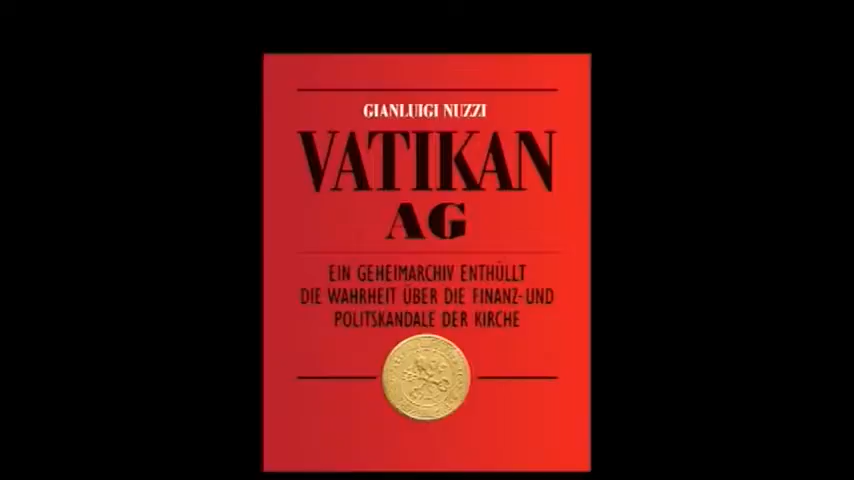 GIANLUIGI NUZZI
VATIKAN
AG
EIN GEHEIMARCHIV ENTHÜLLT
DIE WAHRHEIT ÜBER DIE FINANZ- UND
POLITSKANDALE DER KIRCHE